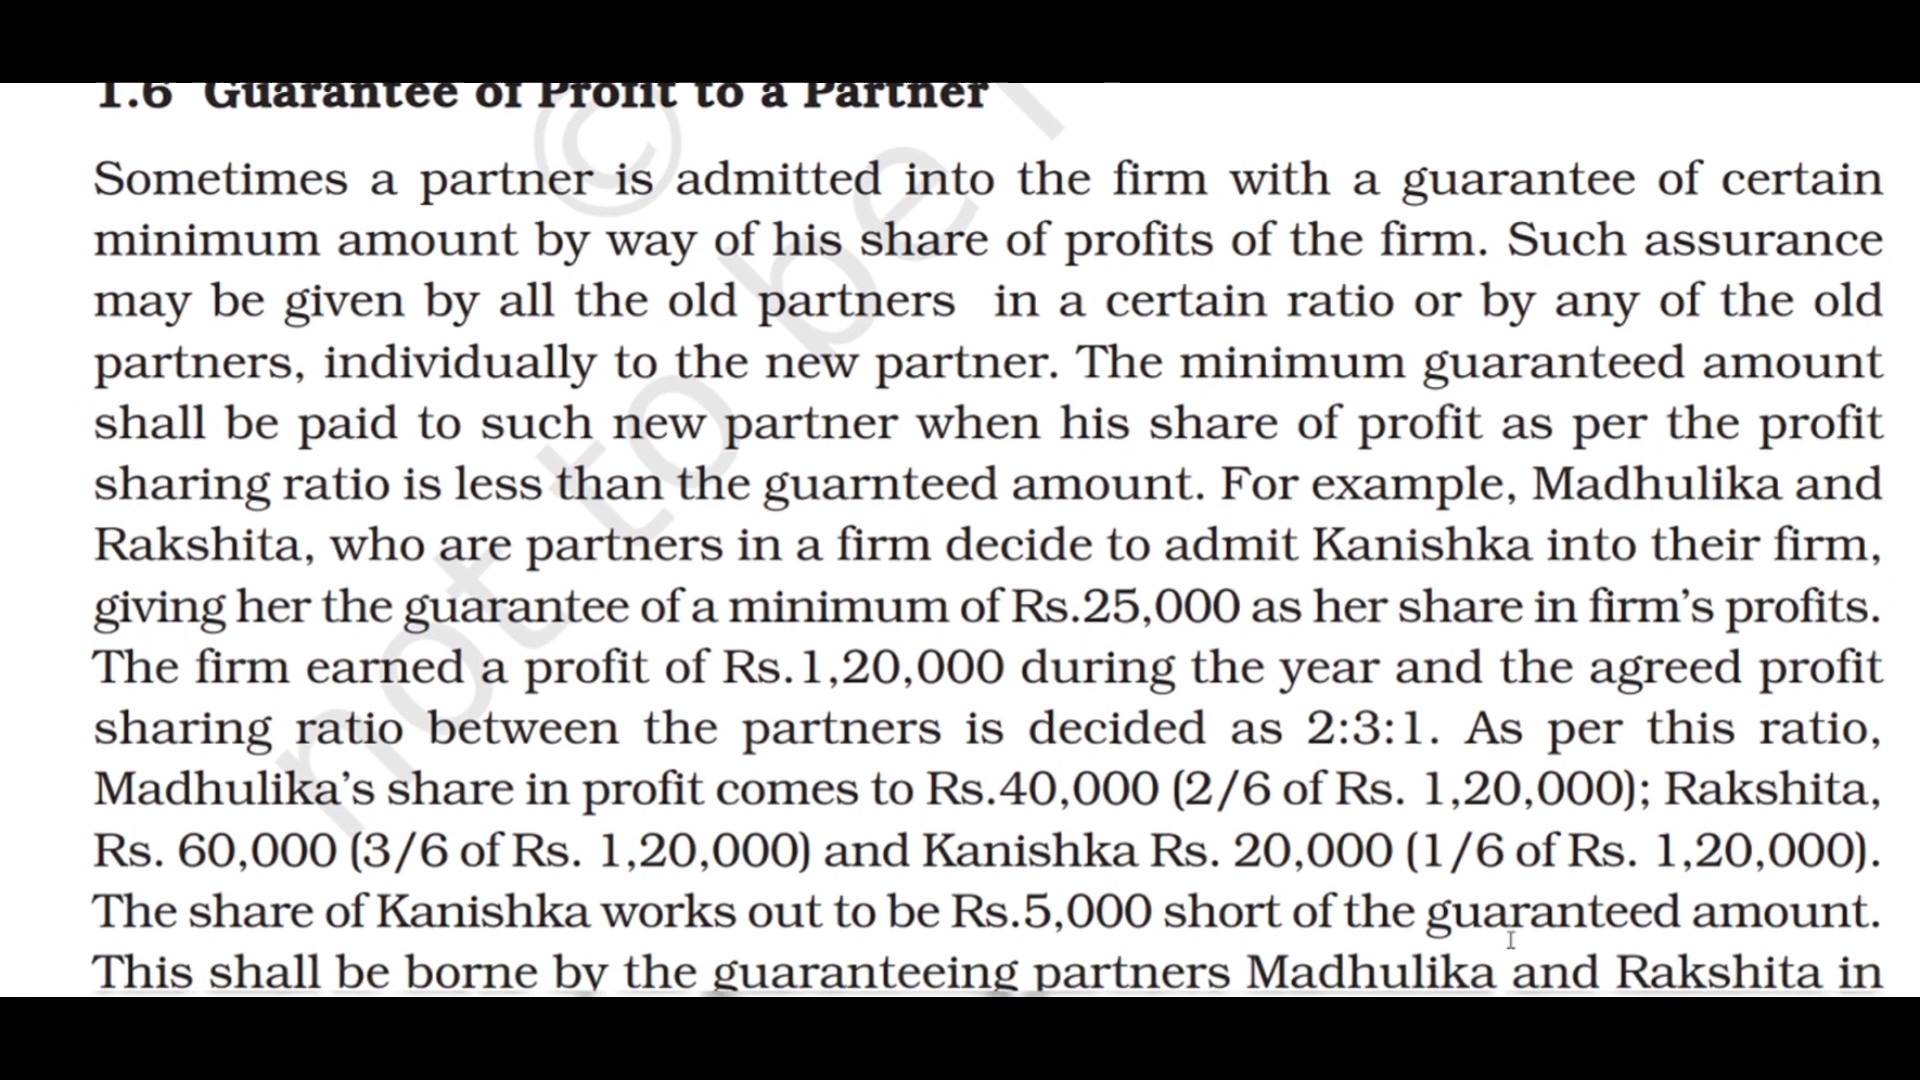 1.6 Guarantee of Profit to a Partner
Sometimes a partner is admitted into the firm with a guarantee of certain
minimum amount by way of his share of profits of the firm. Such assurance
may be given by all the old partners in a certain ratio or by any of the old
partners, individually to the new partner. The minimum guaranteed amount
shall be paid to such new partner when his share of profit as per the profit
sharing ratio is less than the guarnteed amount. For example, Madhulika and
Rakshita, who are partners in a firm decide to admit Kanishka into their firm,
giving her the guarantee of a minimum of Rs.25,000 as her share in firm’s profits.
The firm earned a profit of Rs.1,20,000 during the year and the agreed profit
sharing ratio between the partners is decided as 2:3:1. As per this ratio,
Madhulika’s share in profit comes to Rs.40,000 (2/6 of Rs. 1,20,000); Rakshita,
Rs. 60,000 (3/6 of Rs. 1,20,000) and Kanishka Rs. 20,000 (1/6 of Rs. 1,20,000).
The share of Kanishka works out to be Rs.5,000 short of the guaranteed amount.
This shall be borne by the guaranteeing partners Madhulika and Rakshita in
©
not to be r